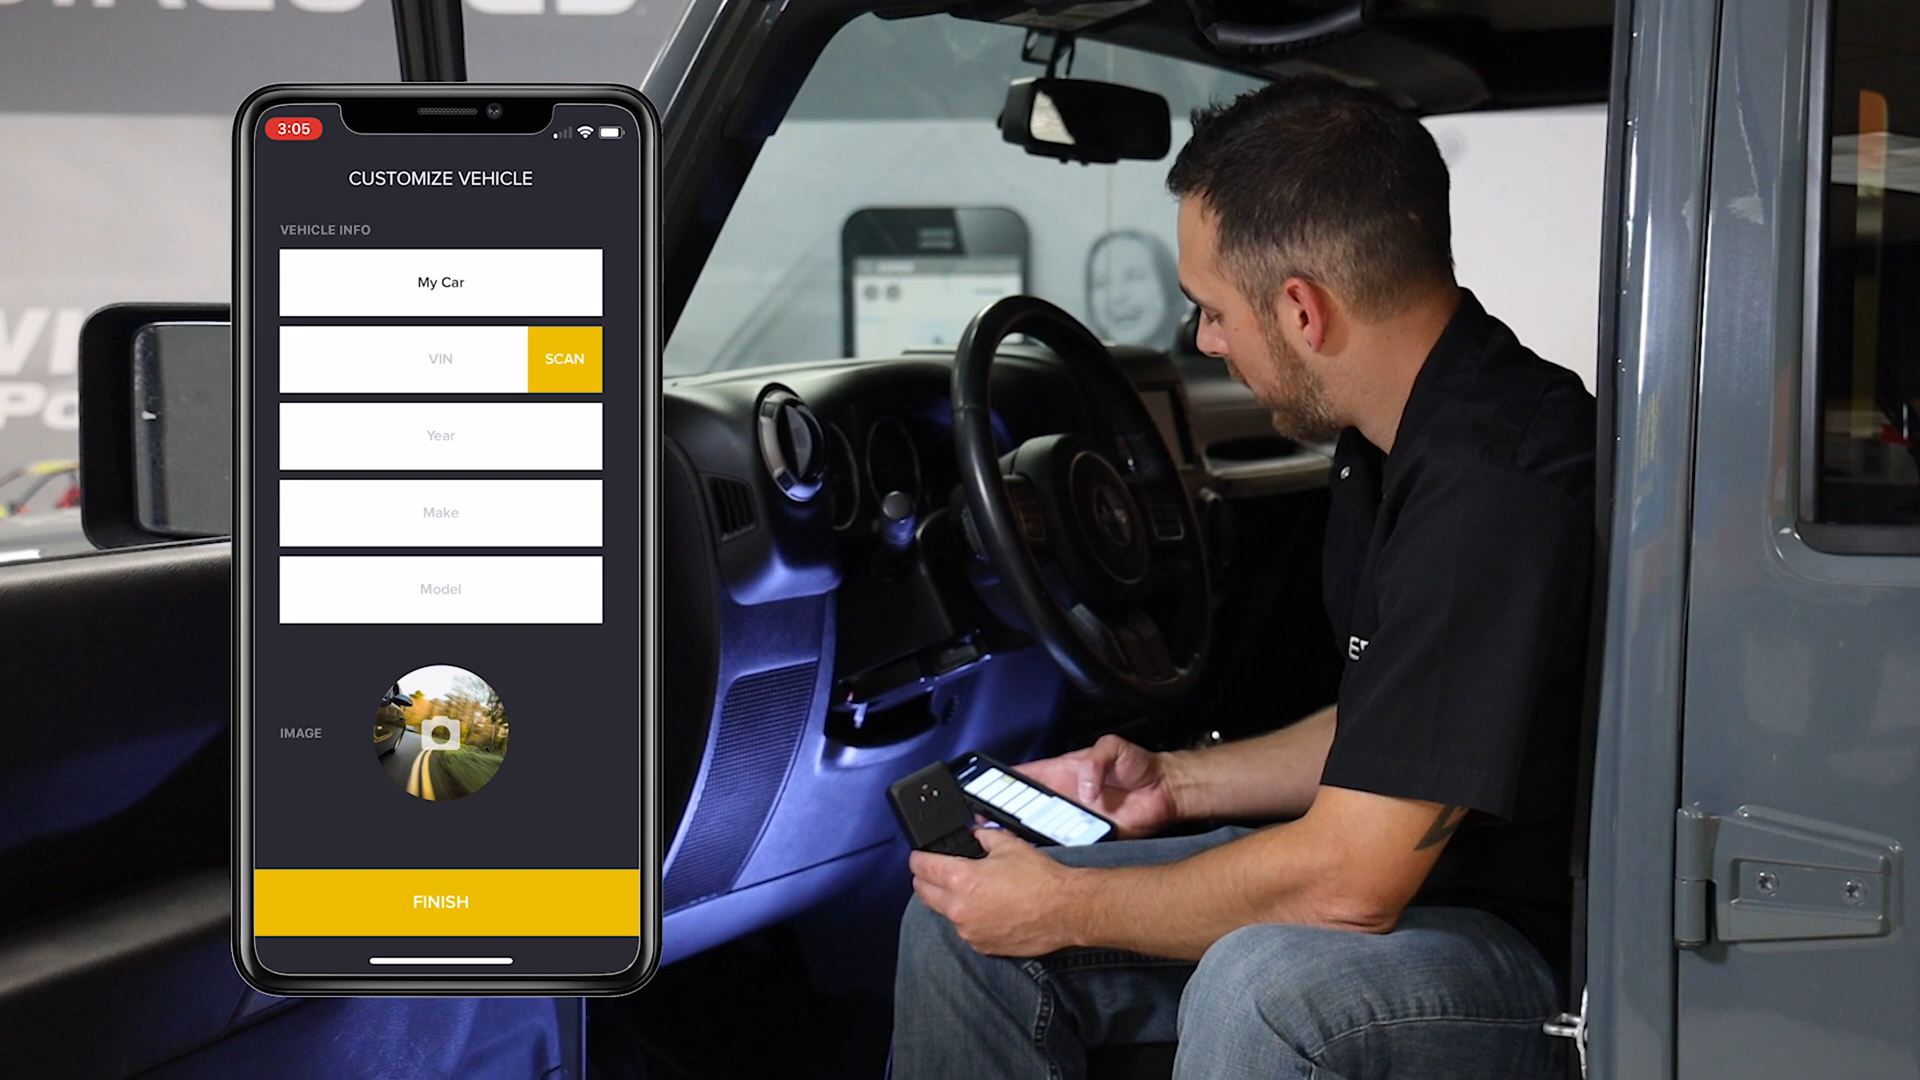 3:05
CUSTOMIZE VEHICLE
VEHICLE INFO
My Car
VIN
SCAN
Year
Make
Model
IMAGE
FINISH